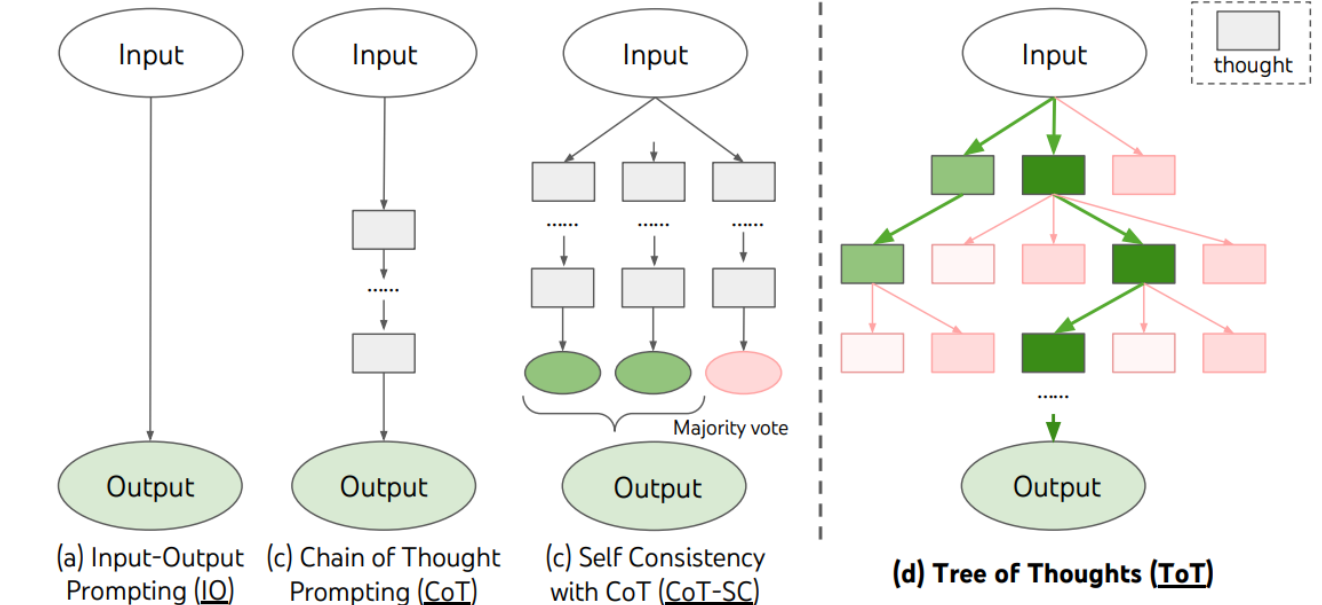 Input
Input
Input
Input
thought
......
......
......
......
......
Majority vote
Output
Output
Output
Output
(a) Input-Output
Prompting (IO)
(c) Chain of Thought
Prompting (CoT)
(c) Self Consistency
with CoT (CoT-SC)
(d) Tree of Thoughts (ToT)